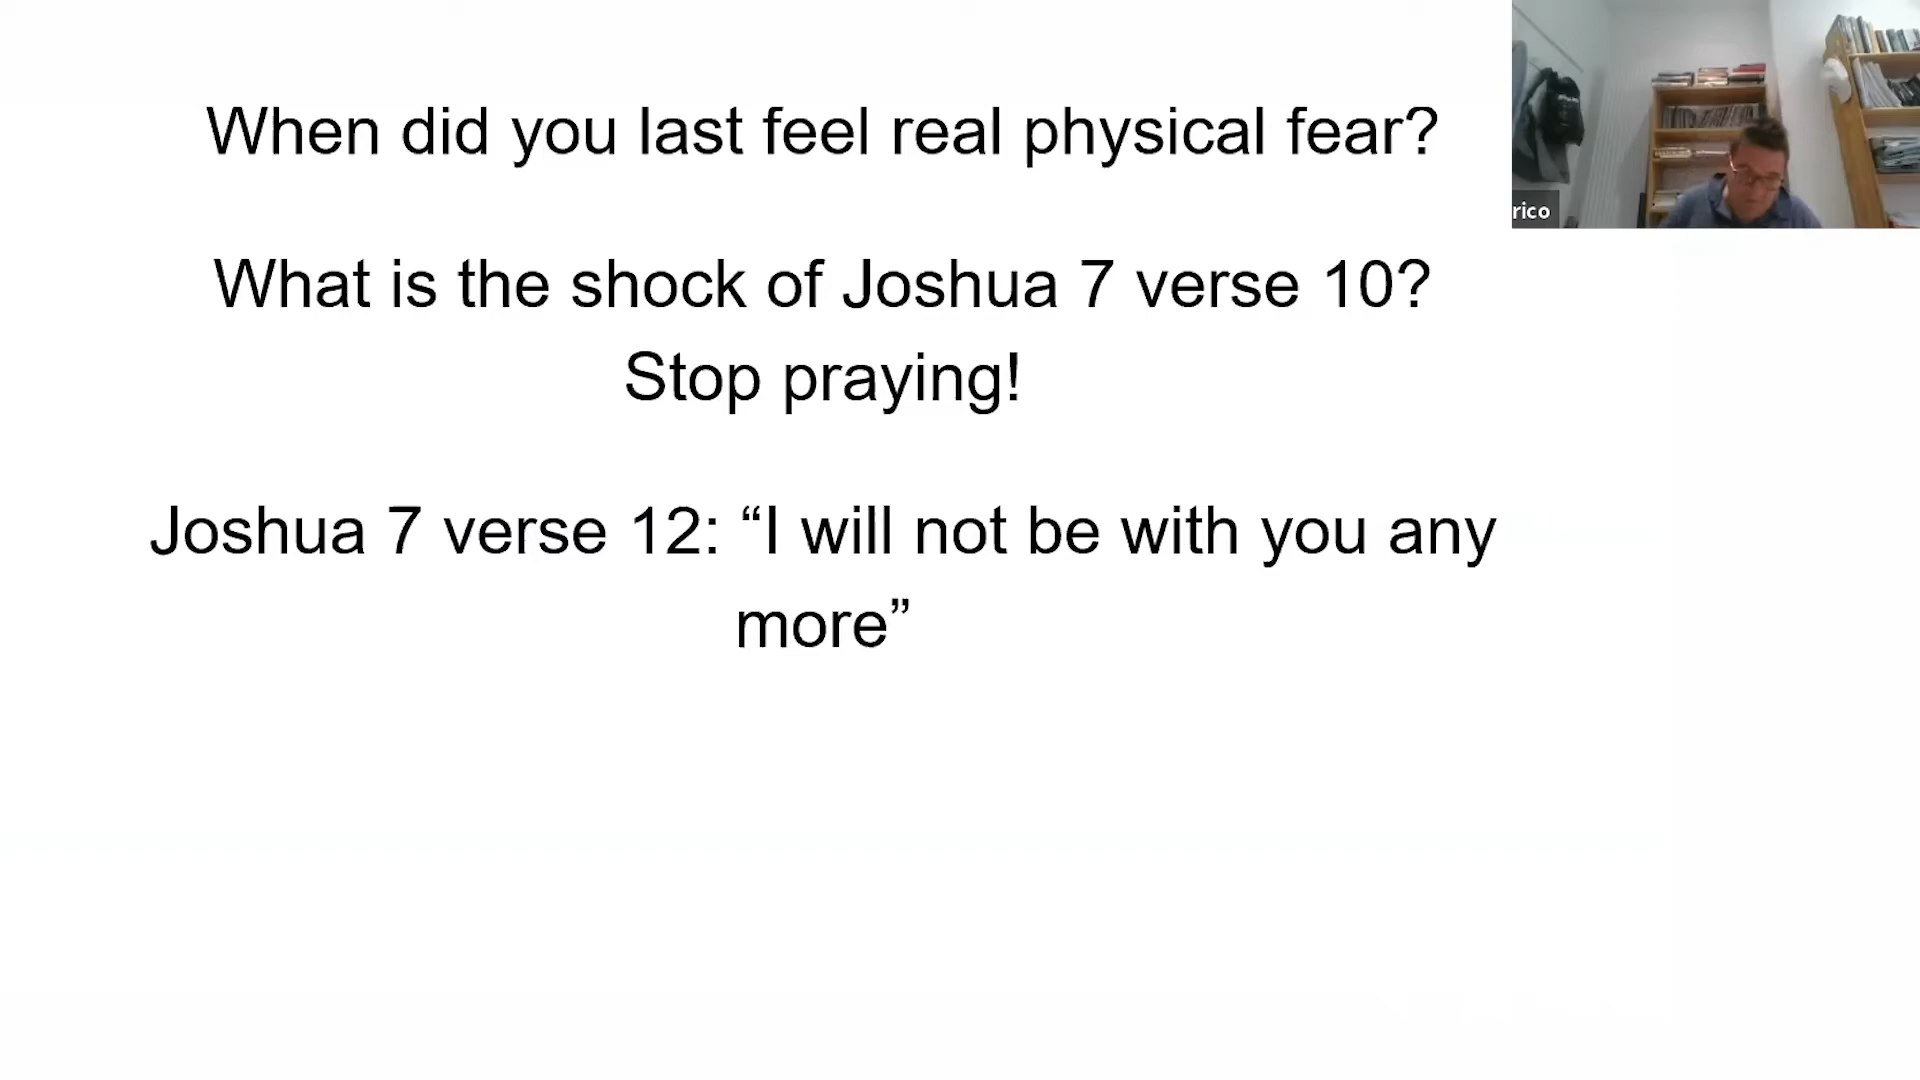 When did you last feel real physical fear?
What is the shock of Joshua 7 verse 10?
Stop praying!
Joshua 7 verse 12: “I will not be with you any
more”
rico